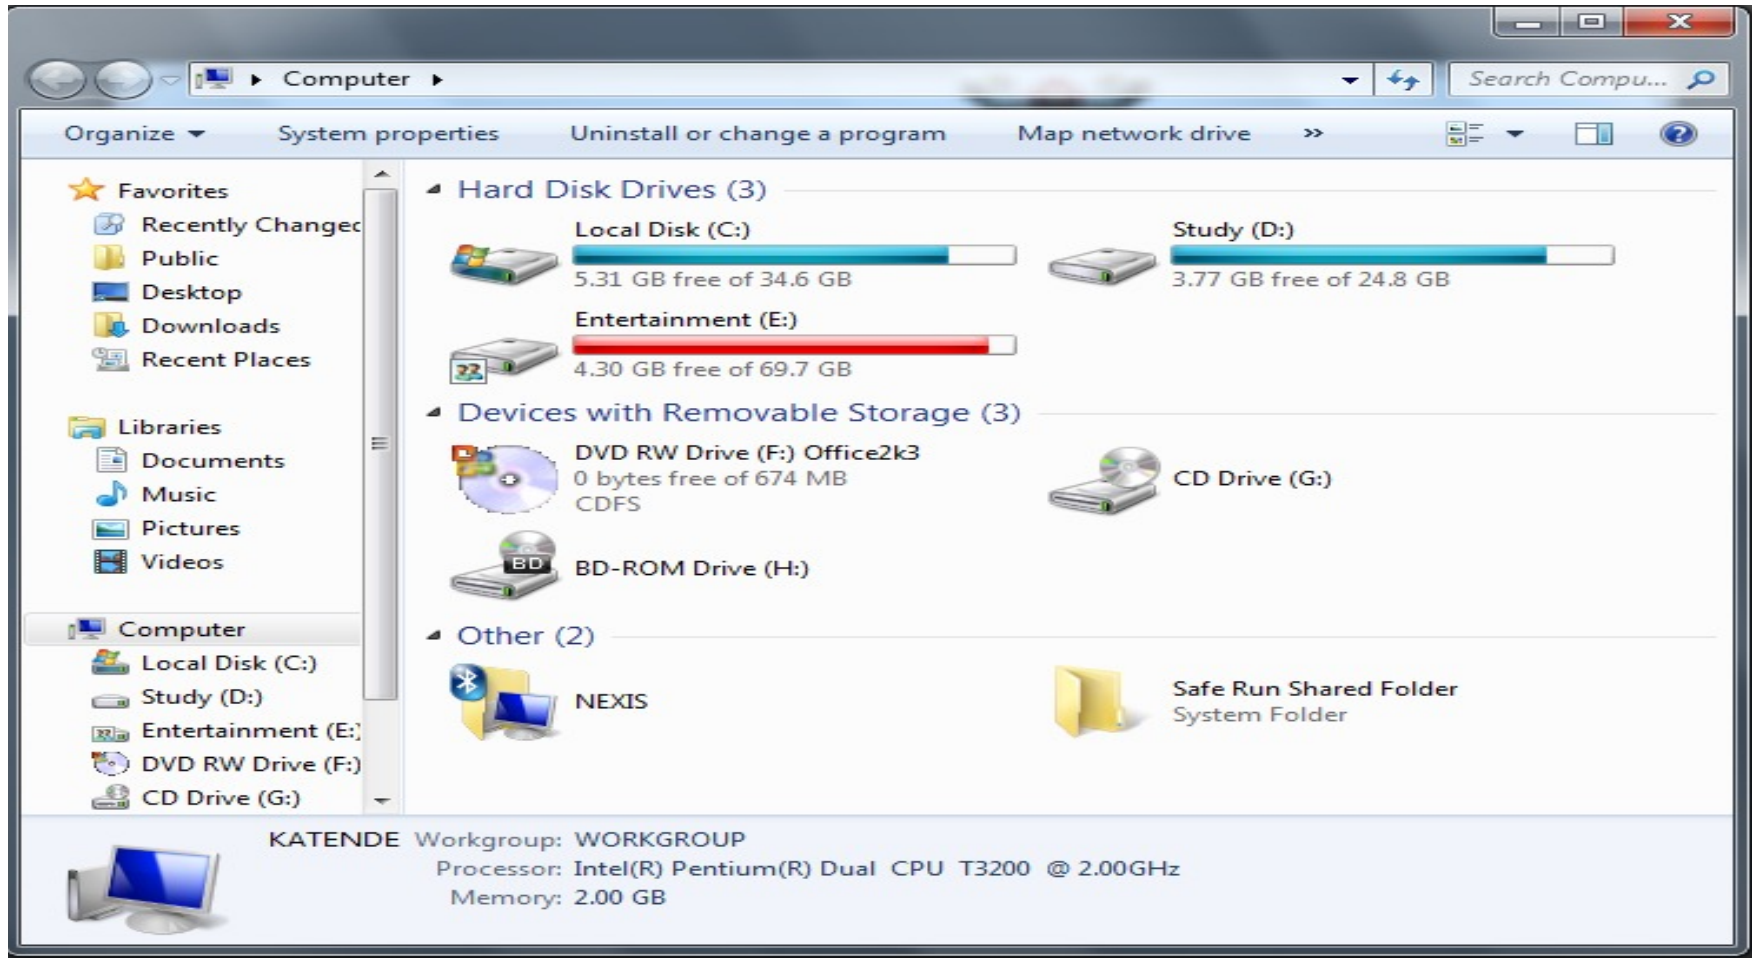 Computer
Search Compu...
Organize
System properties
Uninstall or change a program
Map network drive
»
Favorites
Recently Changec
Public
Desktop
Downloads
Recent Places
Libraries
Documents
Music
Pictures
Videos
Computer
Local Disk (C:)
Study (D:)
Entertainment (E:)
DVD RW Drive (F:)
CD Drive (G:)
Hard Disk Drives (3)
Local Disk (C:)
5.31 GB free of 34.6 GB
Study (D:)
3.77 GB free of 24.8 GB
Entertainment (E:)
4.30 GB free of 69.7 GB
Devices with Removable Storage (3)
DVD RW Drive (F:) Office2k3
0 bytes free of 674 MB
CDFS
CD Drive (G:)
BD
BD-ROM Drive (H:)
Other (2)
NEXIS
Safe Run Shared Folder
System Folder
KATENDE Workgroup: WORKGROUP
Processor: Intel(R) Pentium(R) Dual CPU T3200 @ 2.00GHz
Memory: 2.00 GB